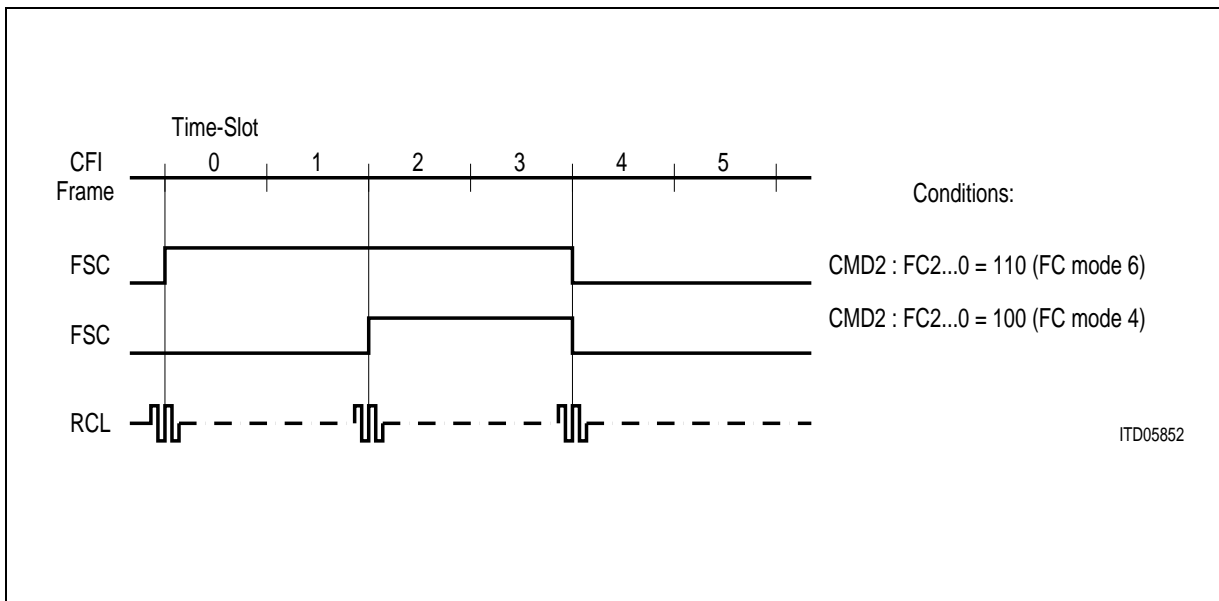 Time-Slot
CFI 0 1 2 3 4 5
Frame
Conditions:
FSC CMD2 : FC2...0 = 110 (FC mode 6)
FSC CMD2 : FC2...0 = 100 (FC mode 4)
RCL
ITD05852